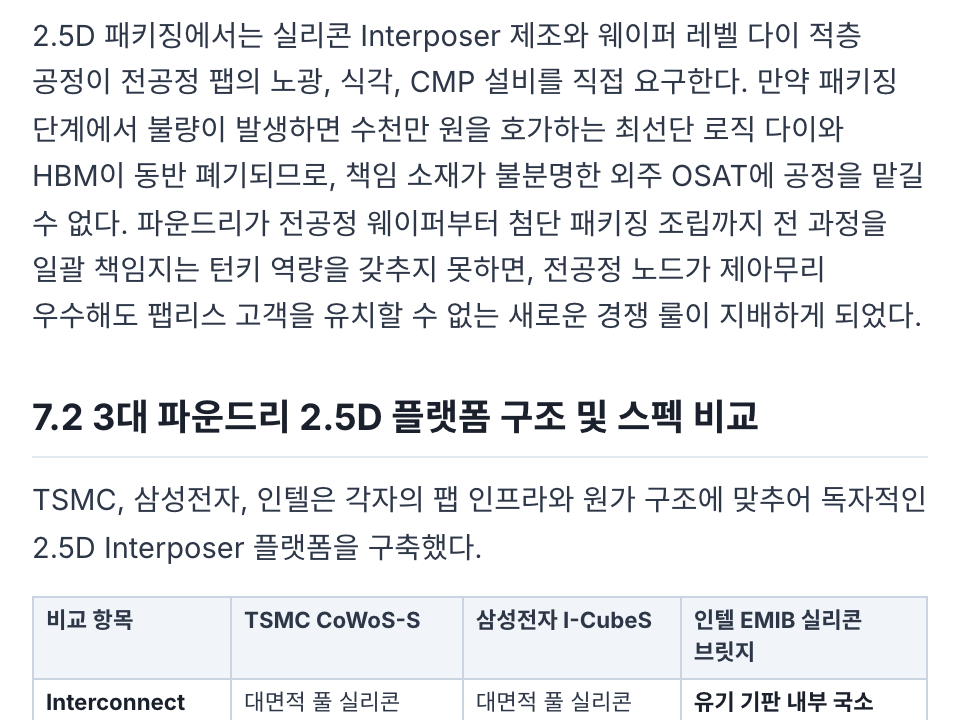 2.5D 패키징에서는 실리콘 Interposer 제조와 웨이퍼 레벨 다이 적층
공정이 전공정 팹의 노광, 식각, CMP 설비를 직접 요구한다. 만약 패키징
단계에서 불량이 발생하면 수천만 원을 호가하는 최선단 로직 다이와
HBM이 동반 폐기되므로, 책임 소재가 불분명한 외주 OSAT에 공정을 맡길
수 없다. 파운드리가 전공정 웨이퍼부터 첨단 패키징 조립까지 전 과정을
일괄 책임지는 턴키 역량을 갖추지 못하면, 전공정 노드가 제아무리
우수해도 팹리스 고객을 유치할 수 없는 새로운 경쟁 룰이 지배하게 되었다.
7.2 3대 파운드리 2.5D 플랫폼 구조 및 스펙 비교
TSMC, 삼성전자, 인텔은 각자의 팹 인프라와 원가 구조에 맞추어 독자적인
2.5D Interposer 플랫폼을 구축했다.
비교 항목 TSMC CoWoS-S 삼성전자 I-CubeS 인텔 EMIB 실리콘
브릿지
Interconnect 대면적 풀 실리콘 대면적 풀 실리콘 유기 기판 내부 국소